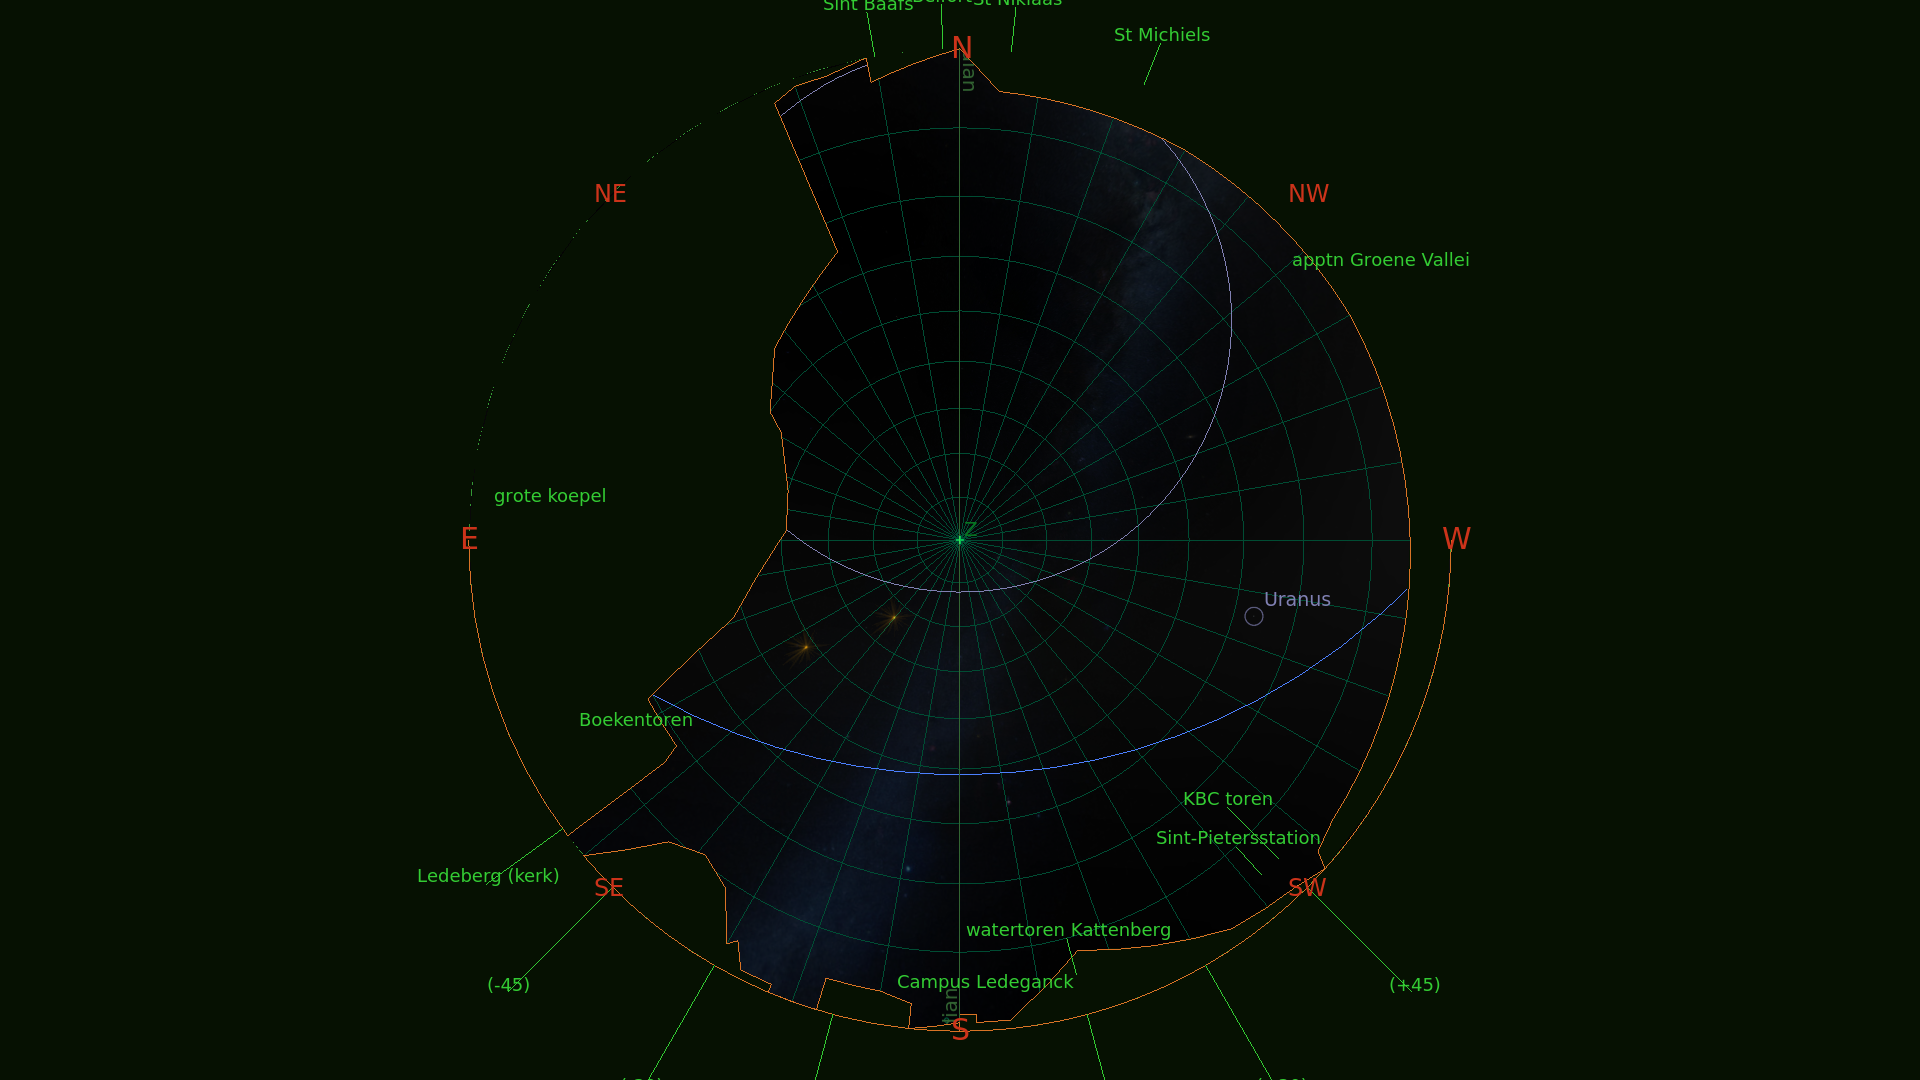 Sint Baafs
Belfort
St Niklaas
St Michiels
N
NE
NW
apptn Groene Vallei
grote koepel
Z
E
W
Uranus
Boekentoren
KBC toren
Sint-Pietersstation
Ledeberg (kerk)
SE
SW
watertoren Kattenberg
Campus Ledeganck
(-45)
(+45)
S